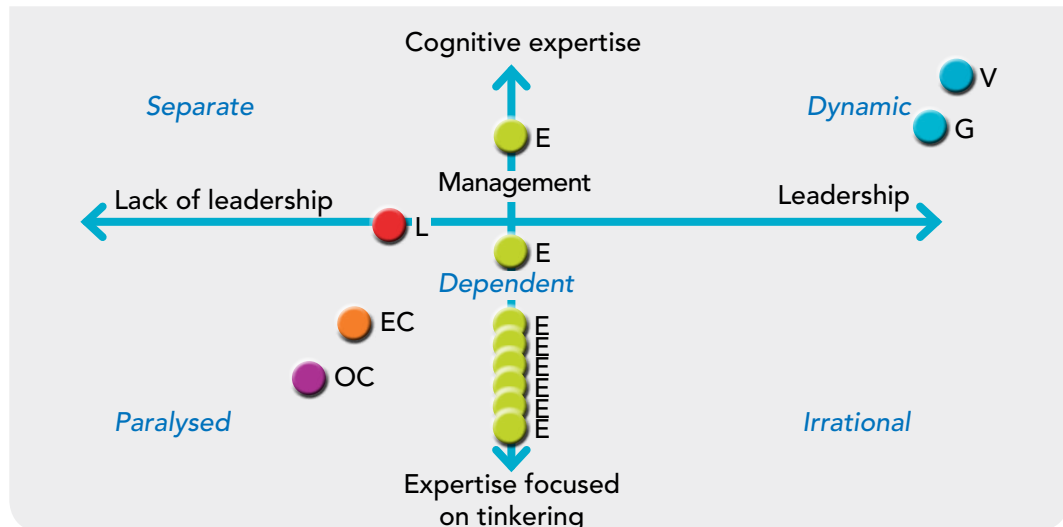 Cognitive expertise
V
Separate
Dynamic
G
E
Management
Lack of leadership
Leadership
L
E
Dependent
EC
E
E
E
OC
E
E
E
Paralysed
Irrational
Expertise focused
on tinkering